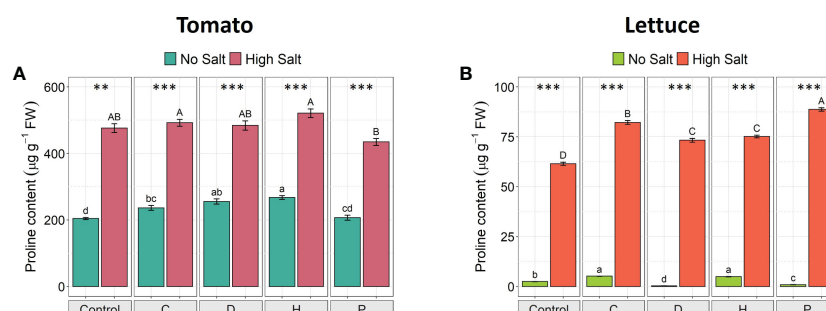 Tomato
Lettuce
No Salt High Salt
No Salt High Salt
A
Proline content (µg g⁻¹ FW)
600
400
200
0
** *** *** *** ***
AB A AB A B
d bc ab a cd
Control C D H P
B
Proline content (µg g⁻¹ FW)
100
75
50
25
0
*** *** *** *** ***
D B C C A
b a d a c
Control C D H P